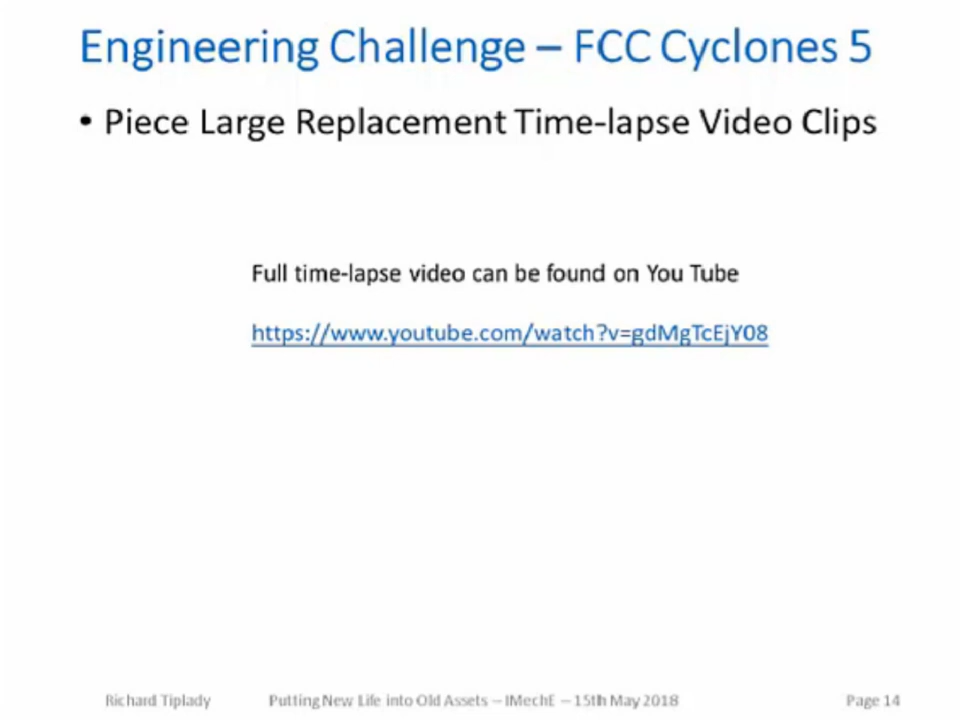 Engineering Challenge – FCC Cyclones 5
• Piece Large Replacement Time-lapse Video Clips
Full time-lapse video can be found on You Tube
https://www.youtube.com/watch?v=gdMgTcEjY08
Richard Tiplady Putting New Life into Old Assets – IMechE – 15th May 2018 Page 14